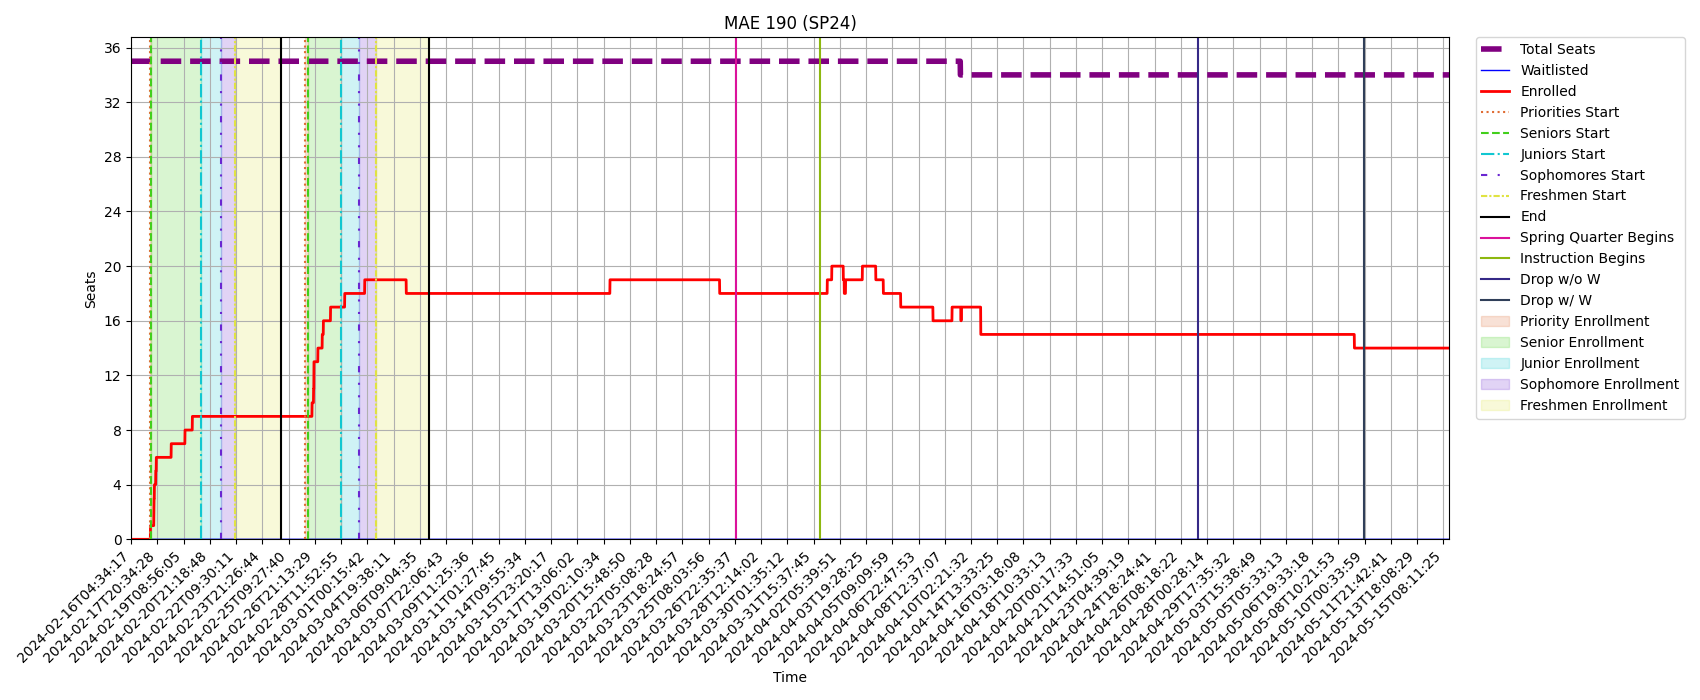 MAE 190 (SP24)
Seats
36
32
28
24
20
16
12
8
4
0
2024-02-16T04:34:17
2024-02-17T20:34:28
2024-02-19T08:56:05
2024-02-20T21:18:48
2024-02-22T09:30:11
2024-02-23T21:26:44
2024-02-25T09:27:40
2024-02-26T21:13:29
2024-02-28T11:52:55
2024-03-01T00:15:42
2024-03-04T19:38:11
2024-03-06T09:04:35
2024-03-07T22:06:43
2024-03-11T01:25:36
2024-03-12T11:27:45
2024-03-14T09:55:34
2024-03-15T23:20:17
2024-03-17T13:06:02
2024-03-19T02:10:34
2024-03-20T15:48:50
2024-03-22T05:08:28
2024-03-23T18:24:57
2024-03-25T08:03:56
2024-03-26T22:35:37
2024-03-28T12:14:02
2024-03-30T01:35:12
2024-03-31T15:37:45
2024-04-02T05:39:51
2024-04-03T19:28:25
2024-04-05T09:09:59
2024-04-06T22:47:53
2024-04-08T12:37:07
2024-04-10T02:21:32
2024-04-14T13:33:25
2024-04-16T03:18:08
2024-04-18T10:33:13
2024-04-20T00:17:33
2024-04-21T14:51:05
2024-04-23T04:39:19
2024-04-24T18:24:41
2024-04-26T08:18:22
2024-04-28T00:28:14
2024-04-29T17:35:32
2024-05-03T15:38:49
2024-05-05T05:33:13
2024-05-06T19:33:18
2024-05-08T10:21:53
2024-05-10T00:33:59
2024-05-11T21:42:41
2024-05-13T18:08:29
2024-05-15T08:11:25
Time
Total Seats
Waitlisted
Enrolled
Priorities Start
Seniors Start
Juniors Start
Sophomores Start
Freshmen Start
End
Spring Quarter Begins
Instruction Begins
Drop w/o W
Drop w/ W
Priority Enrollment
Senior Enrollment
Junior Enrollment
Sophomore Enrollment
Freshmen Enrollment